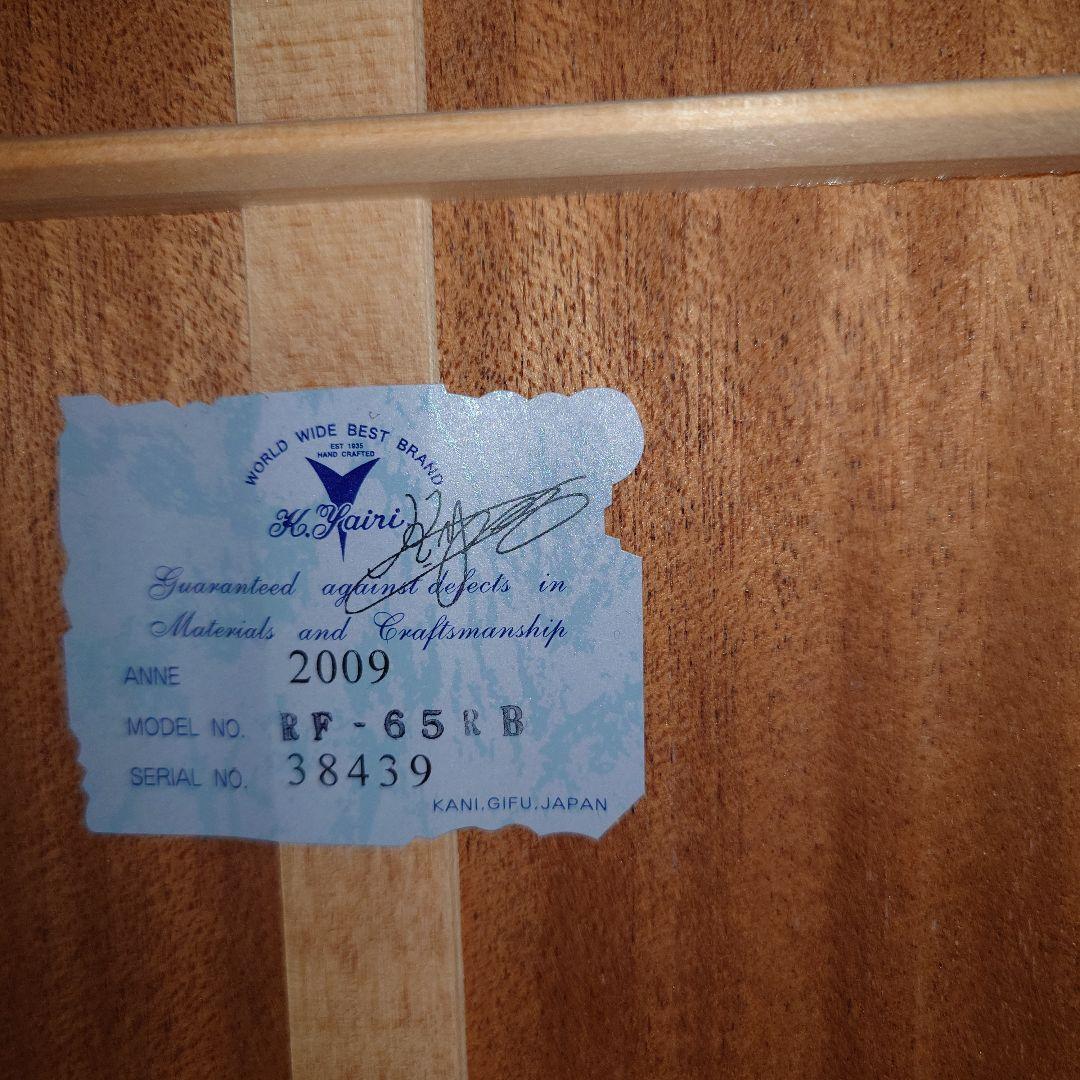 WORLD WIDE BEST BRAND
EST 1935
HAND CRAFTED
K.Yairi
Guaranteed against defects in
Materials and Craftsmanship
ANNE 2009
MODEL NO. RF-65RB
SERIAL NO. 38439
KANI,GIFU,JAPAN